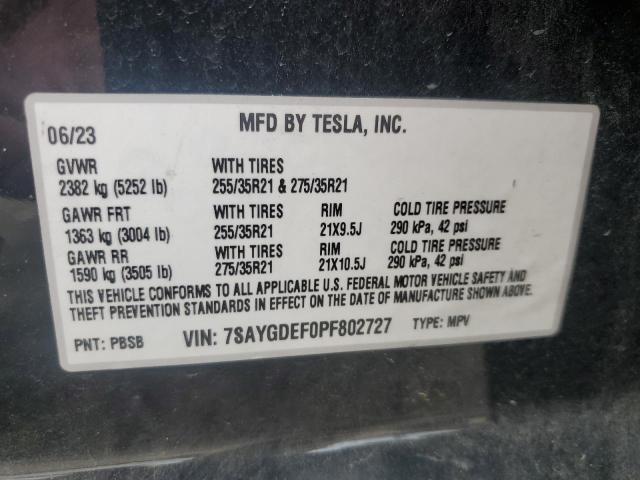 06/23 MFD BY TESLA, INC.
GVWR WITH TIRES
2382 kg (5252 lb) 255/35R21 & 275/35R21
GAWR FRT WITH TIRES RIM COLD TIRE PRESSURE
1363 kg (3004 lb) 255/35R21 21X9.5J 290 kPa, 42 psi
GAWR RR WITH TIRES RIM COLD TIRE PRESSURE
1590 kg (3505 lb) 275/35R21 21X10.5J 290 kPa, 42 psi
THIS VEHICLE CONFORMS TO ALL APPLICABLE U.S. FEDERAL MOTOR VEHICLE SAFETY AND
THEFT PREVENTION STANDARDS IN EFFECT ON THE DATE OF MANUFACTURE SHOWN ABOVE.
PNT: PBSB VIN: 7SAYGDEF0PF802727 TYPE: MPV